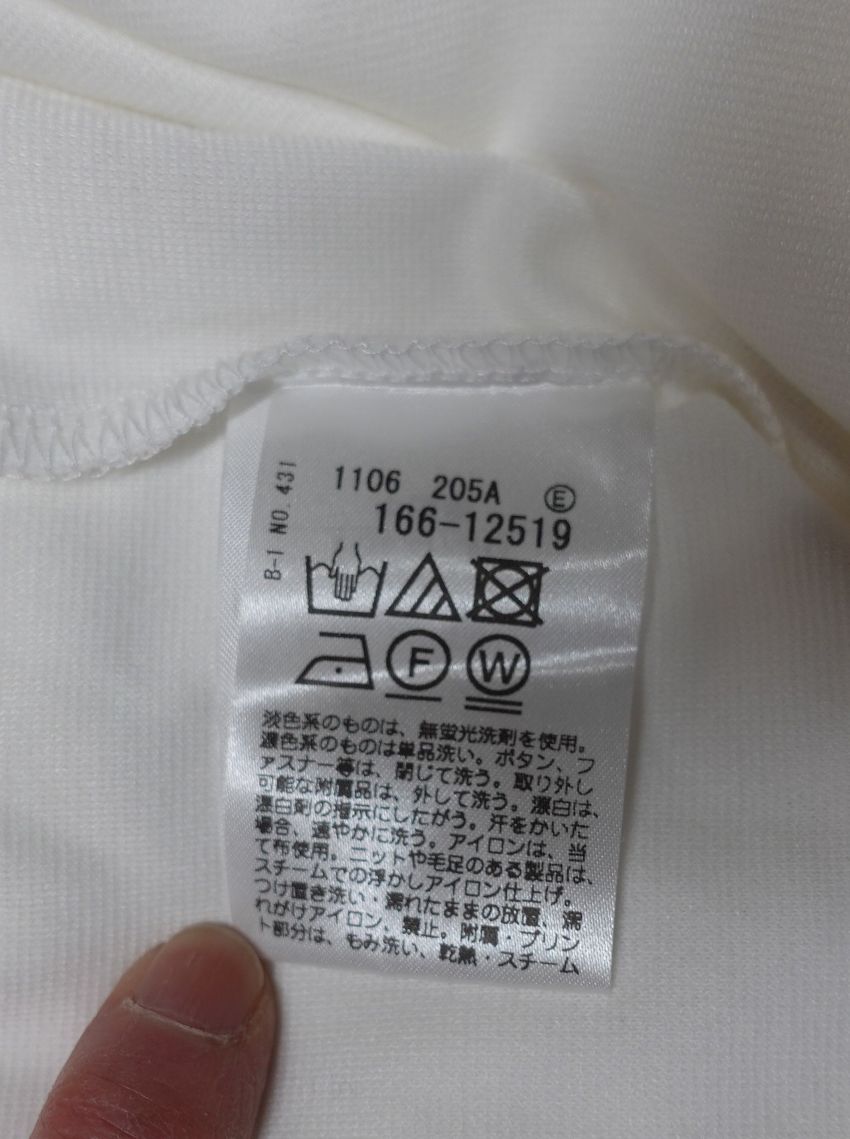 B-1 NO. 431
1106 205A Ⓔ
166-12519
F W
淡色系のものは、無蛍光洗剤を使用。
濃色系のものは単品洗い。ボタン、フ
ァスナー等は、閉じて洗う。取り外し
可能な附属品は、外して洗う。漂白は、
漂白剤の指示にしたがう。汗をかいた
場合、速やかに洗う。アイロンは、当
て布使用。ニットや毛足のある製品は、
スチームでの浮かしアイロン仕上げ。
つけ置き洗い・濡れたままの放置、濡
れがけアイロン、禁止。附属・プリン
ト部分は、もみ洗い、乾熱・スチーム